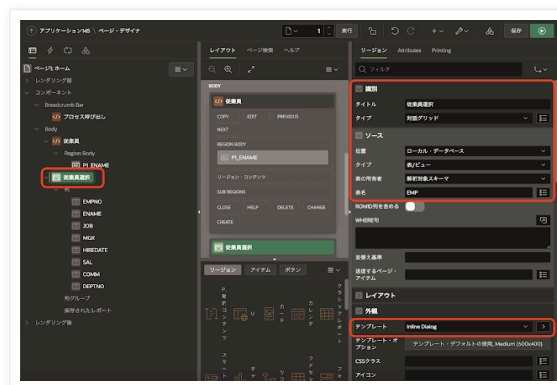 アプリケーション145 \ ページ・デザイナ
1
実行
保存
ページ1: ホーム
レンダリング前
コンポーネント
Breadcrumb Bar
プロセス呼び出し
Body
従業員
Region Body
P1_ENAME
従業員選択
列
EMPNO
ENAME
JOB
MGR
HIREDATE
SAL
COMM
DEPTNO
列グループ
保存されたレポート
レンダリング後
レイアウト ページ検索 ヘルプ
BODY
従業員
COPY EDIT PREVIOUS
NEXT
REGION BODY
P1_ENAME
リージョン・コンテンツ
SUB REGIONS
CLOSE HELP DELETE CHANGE
CREATE
従業員選択
リージョン アイテム ボタン
リージョン Attributes Printing
フィルタ
識別
タイトル 従業員選択
タイプ 対話グリッド
ソース
位置 ローカル・データベース
タイプ 表/ビュー
表の所有者 解析対象スキーマ
表名 EMP
ROWID列を含める
WHERE句
並替え基準
送信するページ・
アイテム
レイアウト
外観
テンプレート Inline Dialog
テンプレート・オ
プション
テンプレート・デフォルトの使用, Medium (600x400)
CSSクラス
アイコン